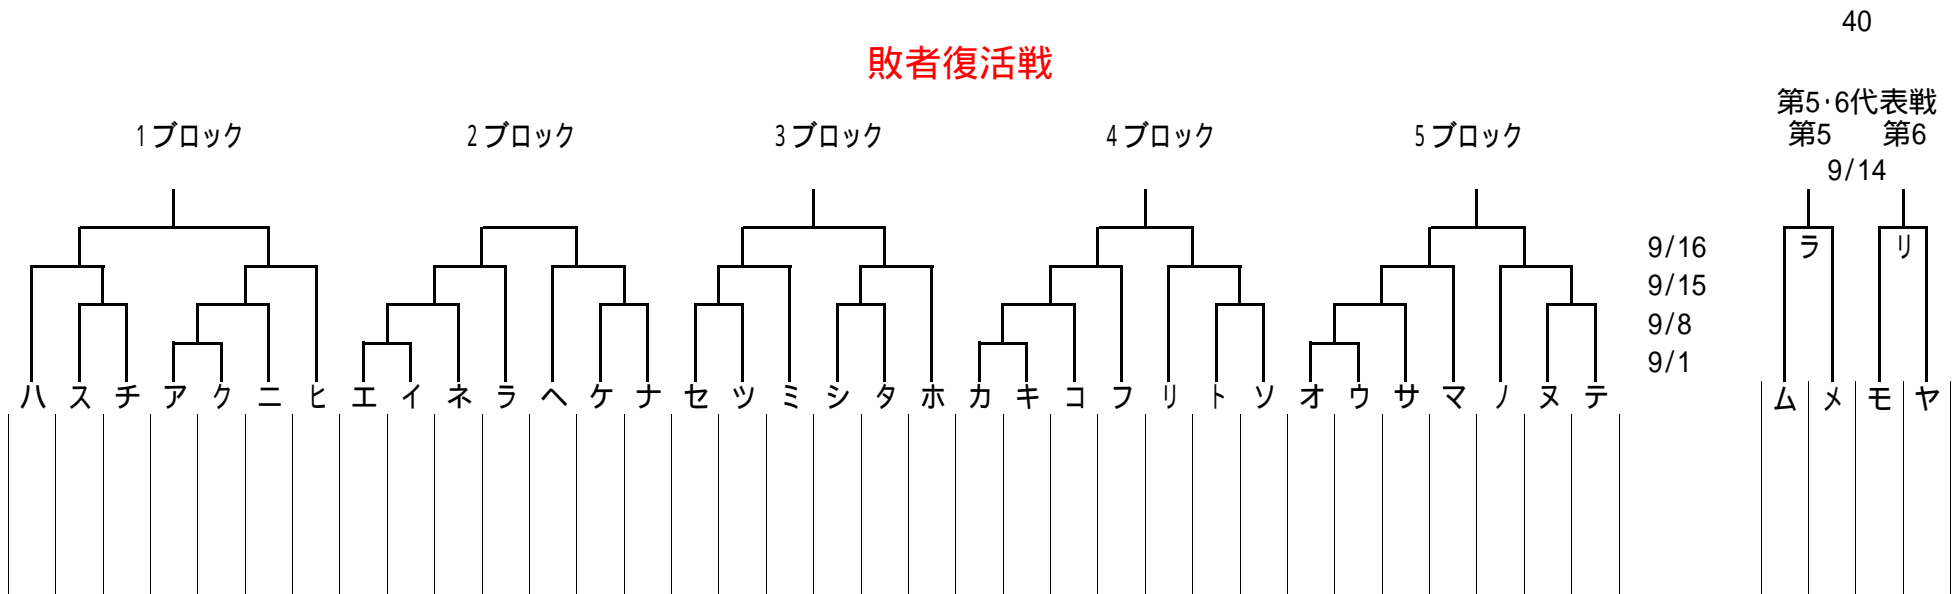 40
敗者復活戦
第5・6代表戦
1ブロック 2ブロック 3ブロック 4ブロック 5ブロック 第5 第6
9/14
9/16 ラ リ
9/15
9/8
9/1
ハ ス チ ア ク ニ ヒ エ イ ネ ラ ヘ ケ ナ セ ツ ミ シ タ ホ カ キ コ フ リ ト ソ オ ウ サ マ ノ ヌ テ ム メ モ ヤ